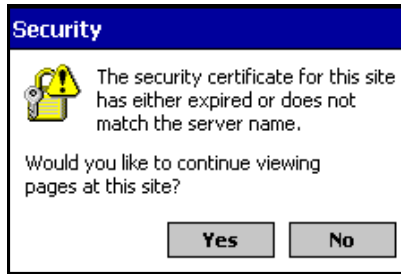 Security
The security certificate for this site
has either expired or does not
match the server name.
Would you like to continue viewing
pages at this site?
Yes No